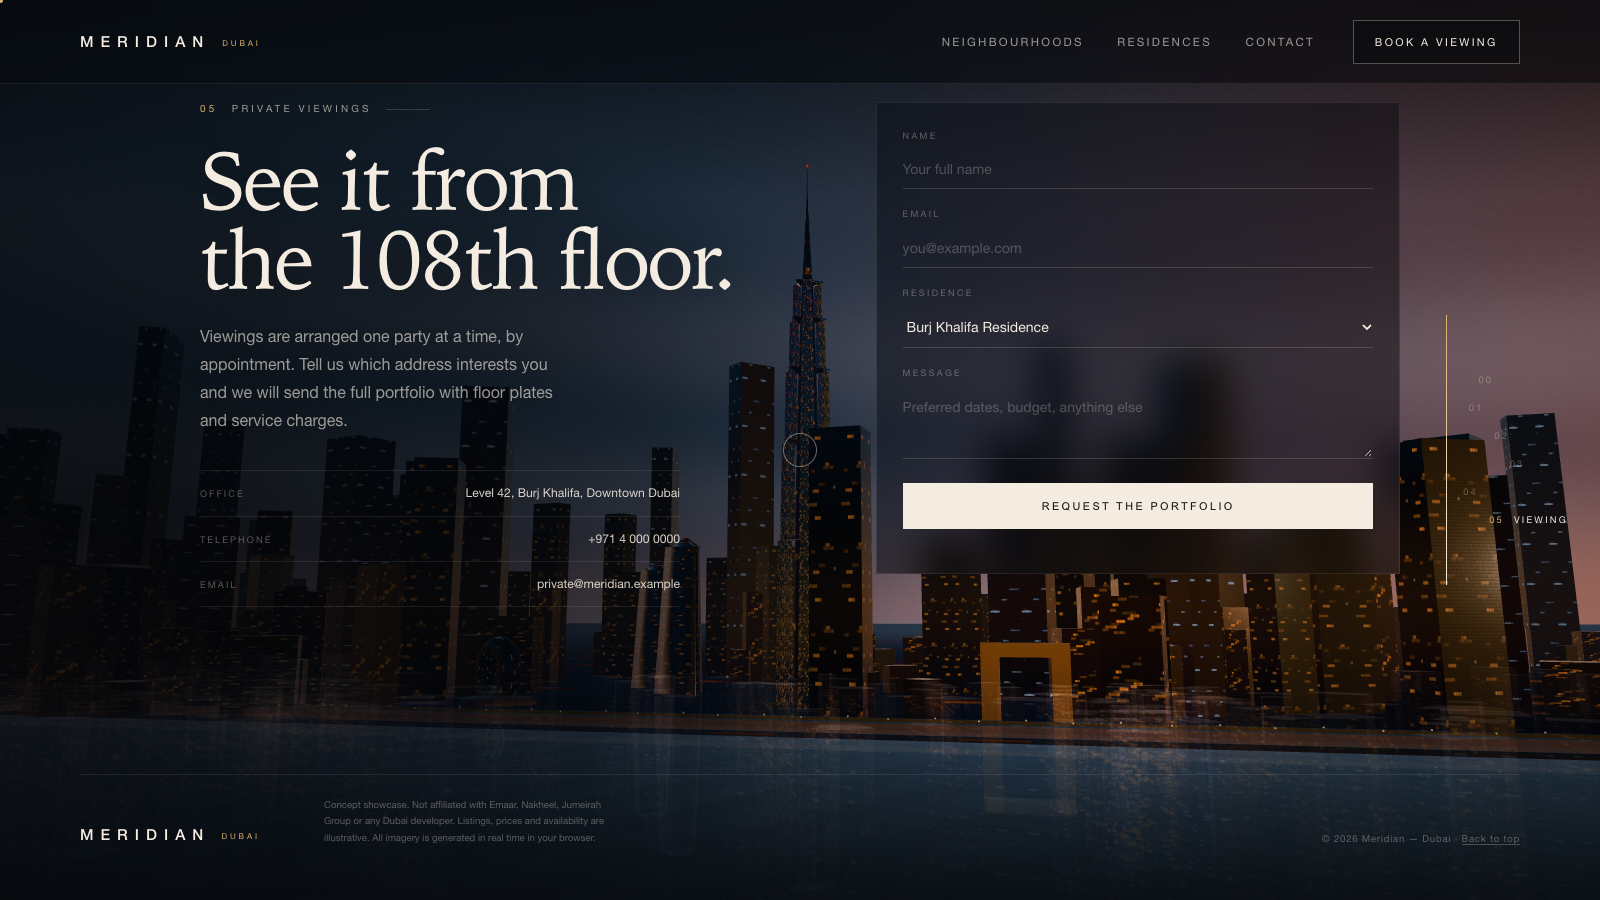 MERIDIAN DUBAI
NEIGHBOURHOODS
RESIDENCES
CONTACT
BOOK A VIEWING
05 PRIVATE VIEWINGS
See it from
the 108th floor.
Viewings are arranged one party at a time, by
appointment. Tell us which address interests you
and we will send the full portfolio with floor plates
and service charges.
OFFICE
Level 42, Burj Khalifa, Downtown Dubai
TELEPHONE
+971 4 000 0000
EMAIL
private@meridian.example
NAME
Your full name
EMAIL
you@example.com
RESIDENCE
Burj Khalifa Residence
MESSAGE
Preferred dates, budget, anything else
REQUEST THE PORTFOLIO
00
01
02
03
04
05 VIEWING
MERIDIAN DUBAI
Concept showcase. Not affiliated with Emaar, Nakheel, Jumeirah
Group or any Dubai developer. Listings, prices and availability are
illustrative. All imagery is generated in real time in your browser.
© 2026 Meridian — Dubai · Back to top